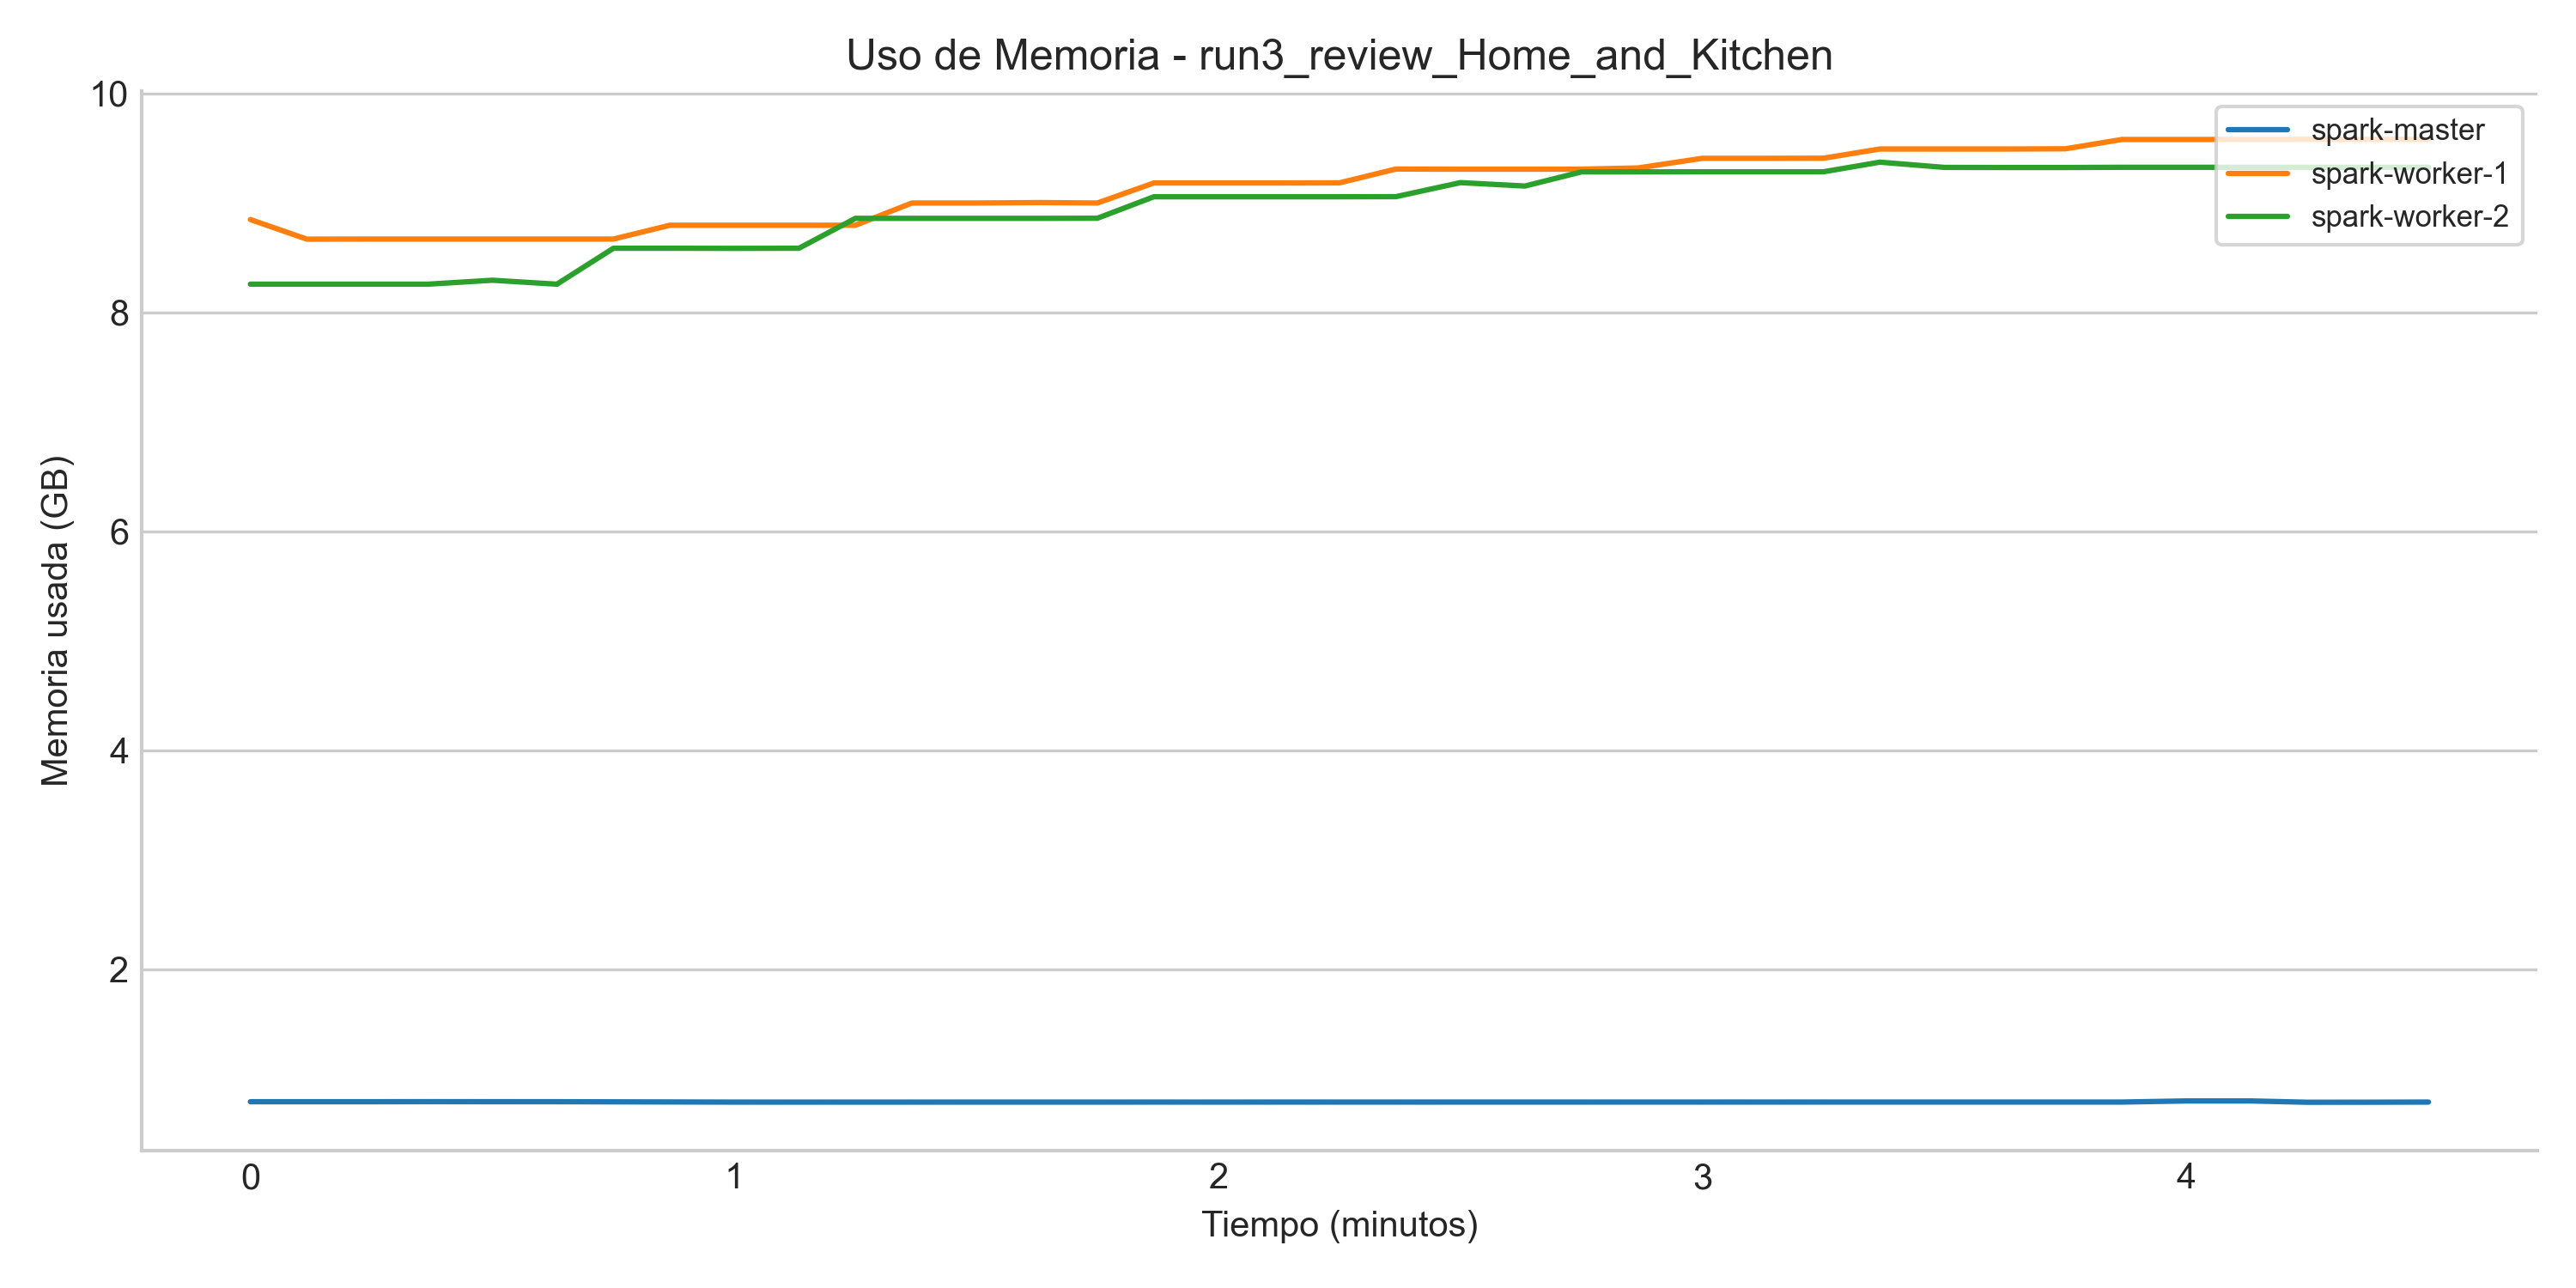 Uso de Memoria - run3_review_Home_and_Kitchen
10
8
6
4
2
Memoria usada (GB)
spark-master
spark-worker-1
spark-worker-2
0 1 2 3 4
Tiempo (minutos)